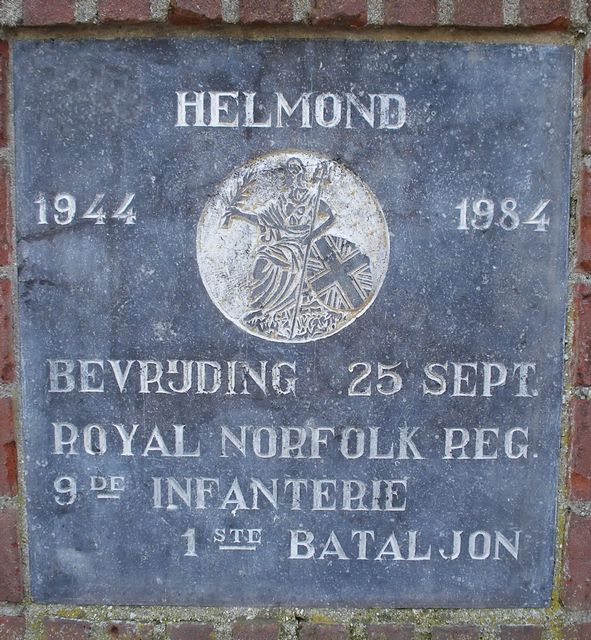 HELMOND
1944 1984
BEVRIJDING 25 SEPT.
ROYAL NORFOLK REG.
9DE INFANTERIE
1STE BATALJON